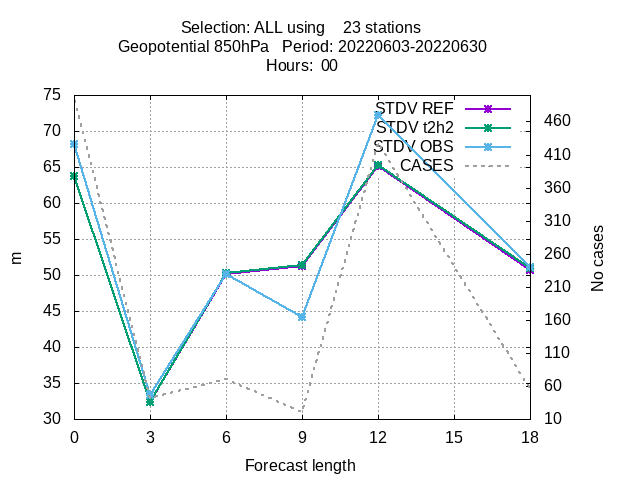 Selection: ALL using    23 stations
Geopotential 850hPa   Period: 20220603-20220630
Hours:  00
STDV REF
STDV t2h2
STDV OBS
CASES
75
70
65
60
55
50
45
40
35
30
460
410
360
310
260
210
160
110
60
10
m
No cases
0 3 6 9 12 15 18
Forecast length